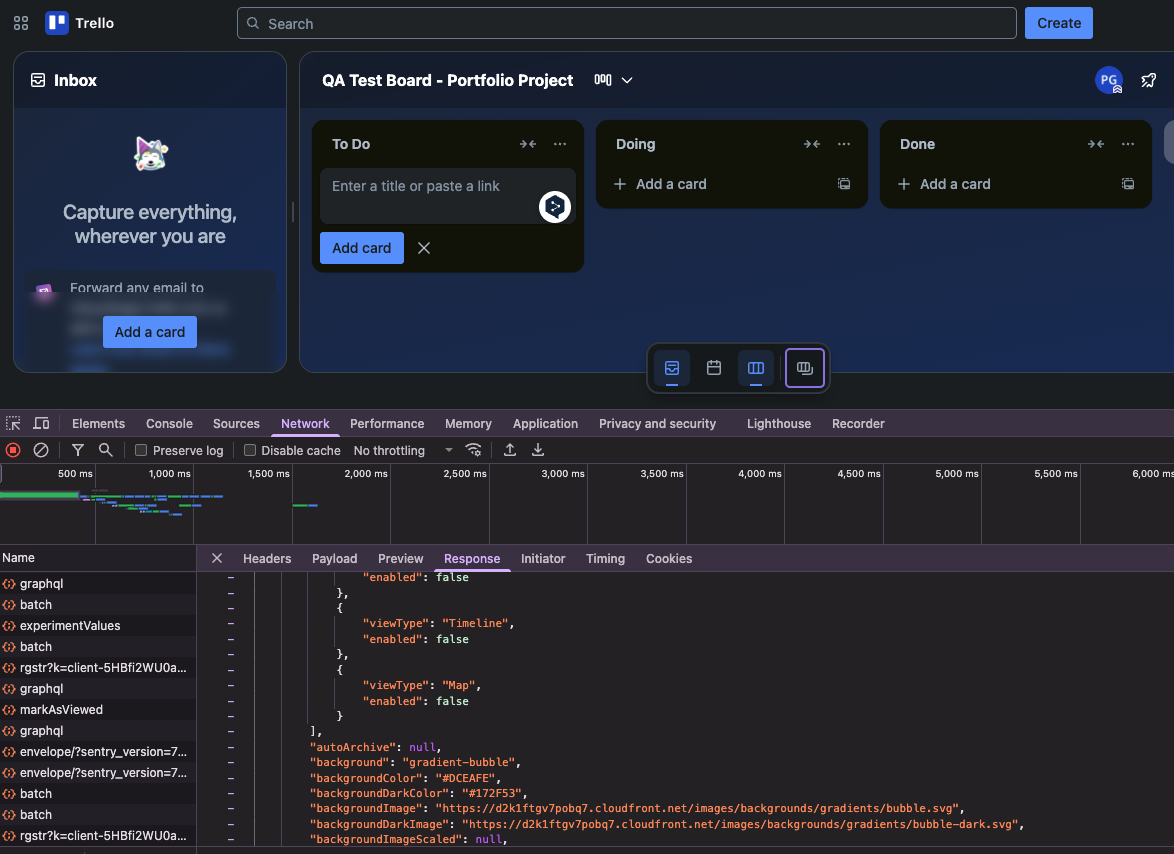 Trello
Search
Create
Inbox
Capture everything,
wherever you are
Forward any email to
Add a card
QA Test Board - Portfolio Project
PG
To Do
Enter a title or paste a link
Add card
Doing
Add a card
Done
Add a card
Elements Console Sources Network Performance Memory Application Privacy and security Lighthouse Recorder
Preserve log Disable cache No throttling
500 ms 1,000 ms 1,500 ms 2,000 ms 2,500 ms 3,000 ms 3,500 ms 4,000 ms 4,500 ms 5,000 ms 5,500 ms 6,000 ms
Name
graphql
batch
experimentValues
batch
rgstr?k=client-5HBfi2WU0a...
graphql
markAsViewed
graphql
envelope/?sentry_version=7...
envelope/?sentry_version=7...
batch
batch
rgstr?k=client-5HBfi2WU0a...
Headers Payload Preview Response Initiator Timing Cookies
"enabled": false
},
{
"viewType": "Timeline",
"enabled": false
},
{
"viewType": "Map",
"enabled": false
}
],
"autoArchive": null,
"background": "gradient-bubble",
"backgroundColor": "#DCEAFE",
"backgroundDarkColor": "#172F53",
"backgroundImage": "https://d2k1ftgv7pobq7.cloudfront.net/images/backgrounds/gradients/bubble.svg",
"backgroundDarkImage": "https://d2k1ftgv7pobq7.cloudfront.net/images/backgrounds/gradients/bubble-dark.svg",
"backgroundImageScaled": null,